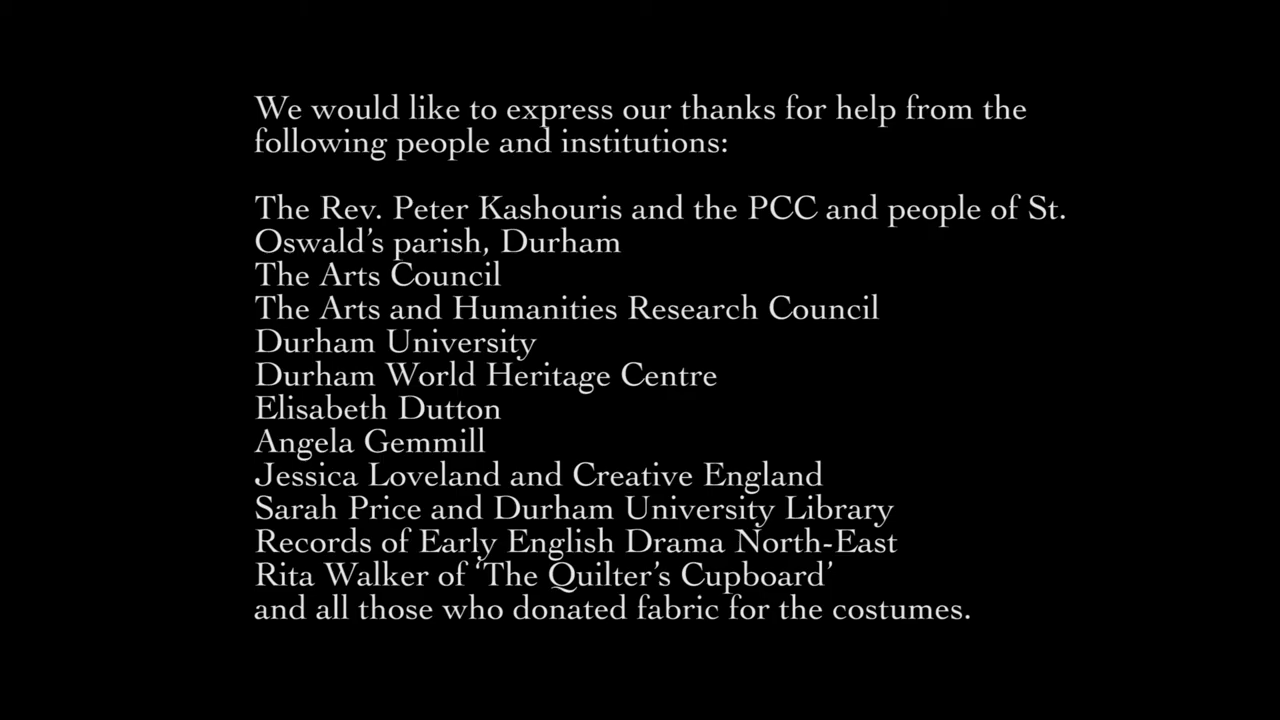 We would like to express our thanks for help from the
following people and institutions:
The Rev. Peter Kashouris and the PCC and people of St.
Oswald's parish, Durham
The Arts Council
The Arts and Humanities Research Council
Durham University
Durham World Heritage Centre
Elisabeth Dutton
Angela Gemmill
Jessica Loveland and Creative England
Sarah Price and Durham University Library
Records of Early English Drama North-East
Rita Walker of ‘The Quilter’s Cupboard’
and all those who donated fabric for the costumes.